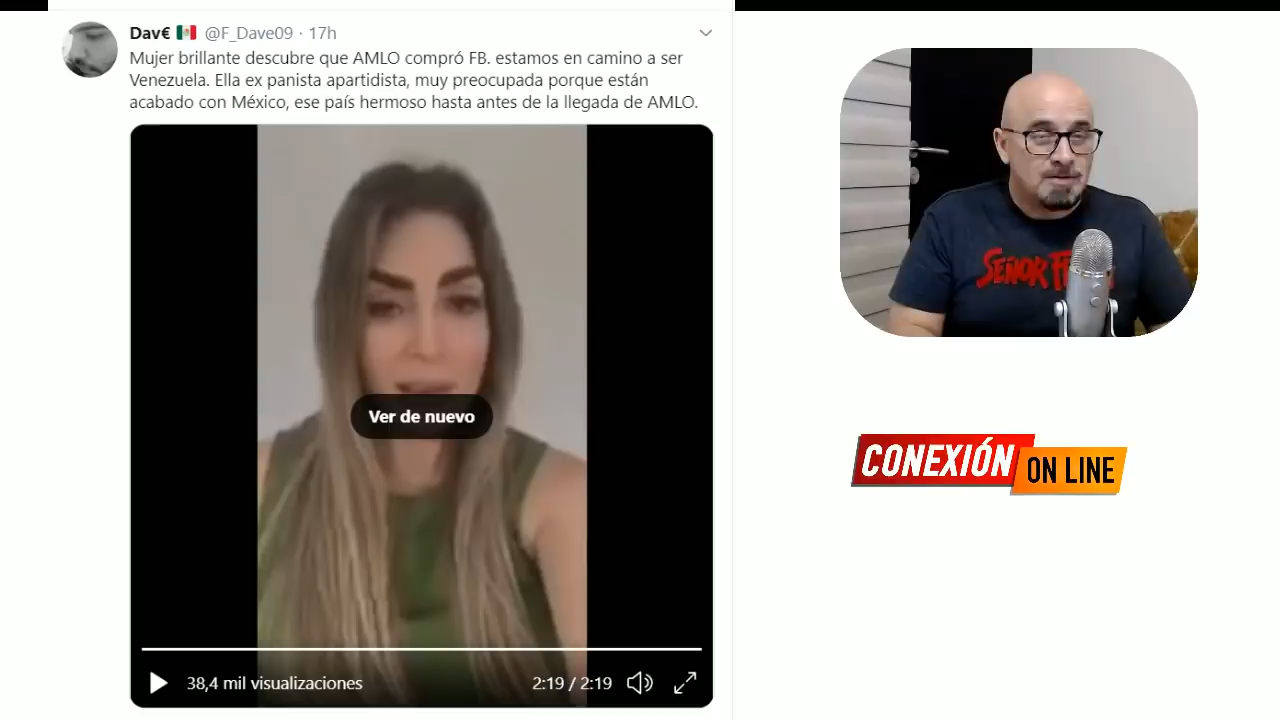 Dav€ 🇲🇽 @F_Dave09 · 17h
Mujer brillante descubre que AMLO compró FB. estamos en camino a ser
Venezuela. Ella ex panista apartidista, muy preocupada porque están
acabado con México, ese país hermoso hasta antes de la llegada de AMLO.
Ver de nuevo
38,4 mil visualizaciones
2:19 / 2:19
SEÑOR
CONEXIÓN
ON LINE